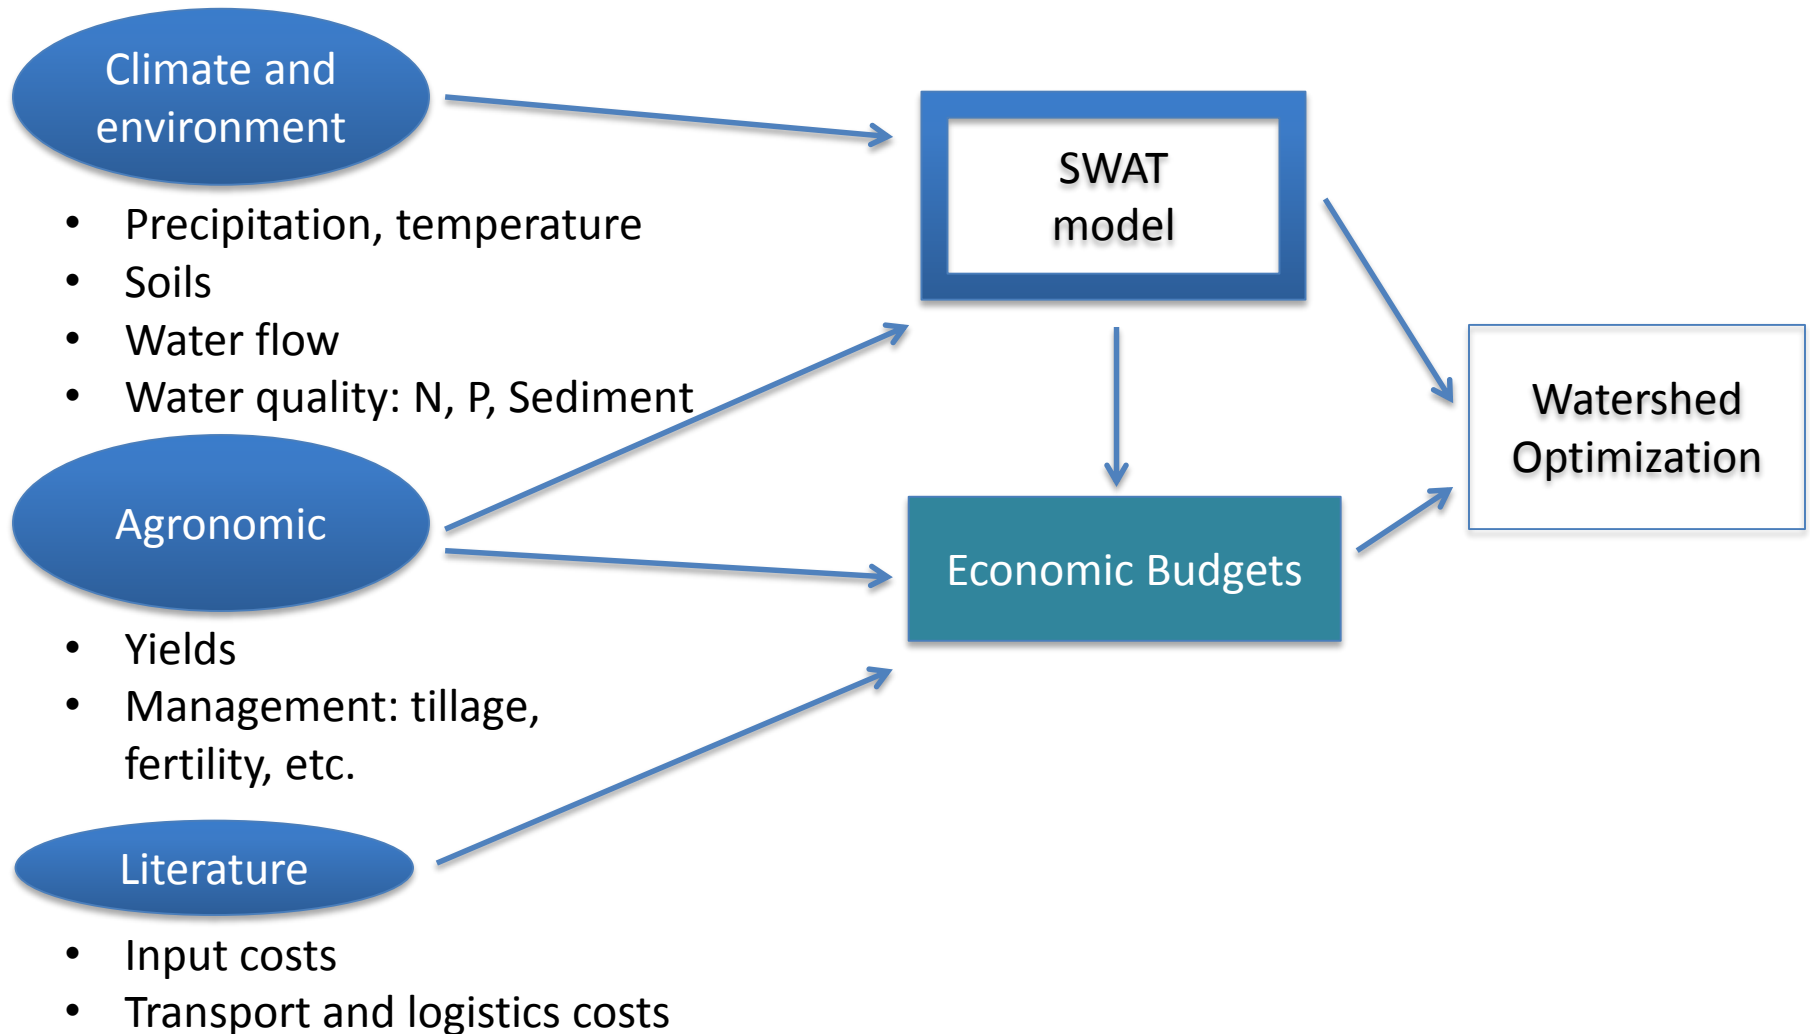 Climate and
environment
• Precipitation, temperature
• Soils
• Water flow
• Water quality: N, P, Sediment
Agronomic
• Yields
• Management: tillage,
fertility, etc.
Literature
• Input costs
• Transport and logistics costs
SWAT
model
Economic Budgets
Watershed
Optimization